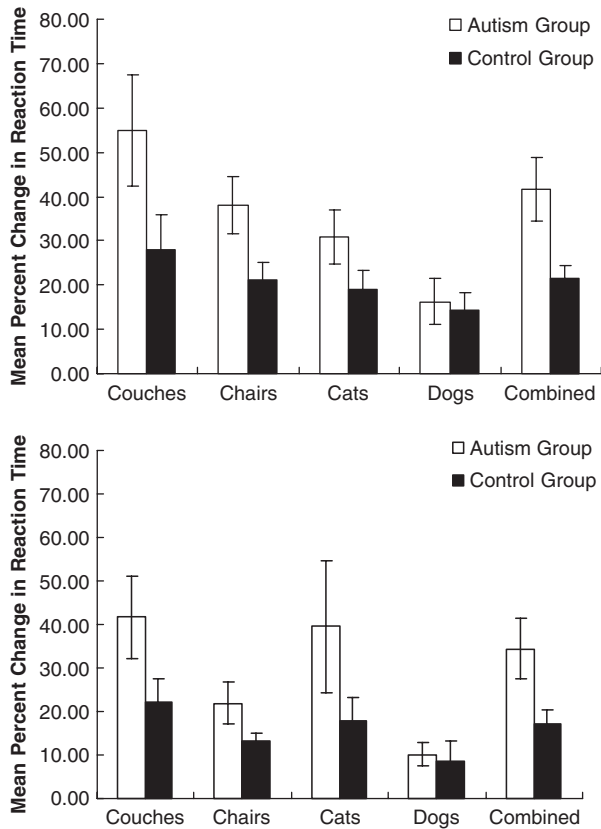 Mean Percent Change in Reaction Time
80.00
70.00
60.00
50.00
40.00
30.00
20.00
10.00
0.00
Autism Group
Control Group
Couches Chairs Cats Dogs Combined
Mean Percent Change in Reaction Time
80.00
70.00
60.00
50.00
40.00
30.00
20.00
10.00
0.00
Autism Group
Control Group
Couches Chairs Cats Dogs Combined